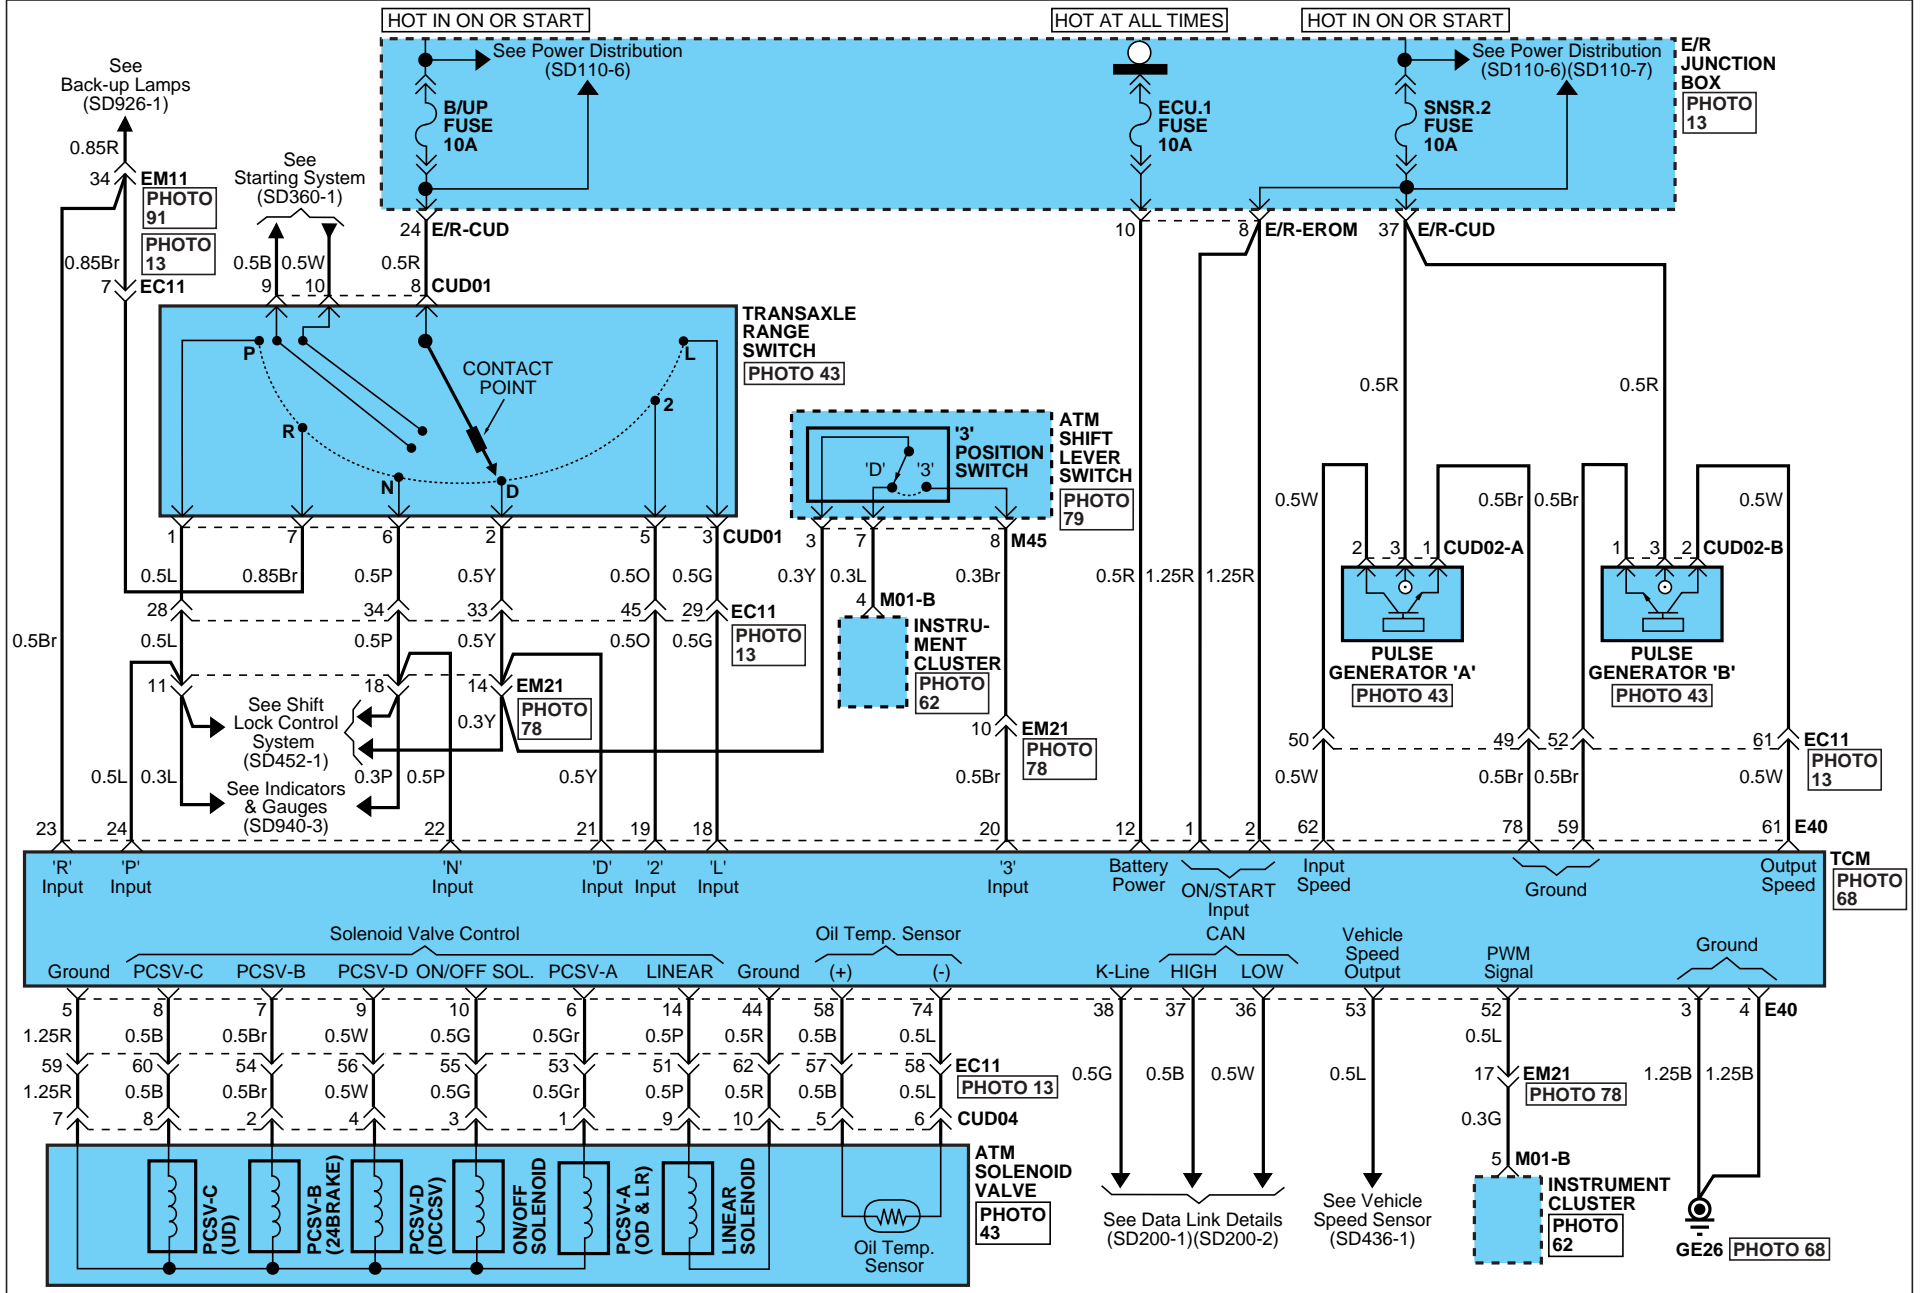 HOT IN ON OR START
HOT AT ALL TIMES
HOT IN ON OR START
See Power Distribution
(SD110-6)
See Power Distribution
(SD110-6)(SD110-7)
E/R
JUNCTION
BOX
PHOTO
13
B/UP
FUSE
10A
ECU.1
FUSE
10A
SNSR.2
FUSE
10A
See
Back-up Lamps
(SD926-1)
0.85R
34 EM11
PHOTO
91
PHOTO
13
0.85Br
7 EC11
See
Starting System
(SD360-1)
0.5B 0.5W 0.5R
24 E/R-CUD
10 8 E/R-EROM 37 E/R-CUD
9 10 8 CUD01
TRANSAXLE
RANGE
SWITCH
PHOTO 43
P
R
N
D
2
L
CONTACT
POINT
'3'
POSITION
SWITCH
'D' '3'
ATM
SHIFT
LEVER
SWITCH
PHOTO
79
0.5R 0.5R
0.5W 0.5Br 0.5Br 0.5W
1 7 6 2 5 3 CUD01
3 7 8 M45
2 3 1 CUD02-A
1 3 2 CUD02-B
0.5L 0.85Br 0.5P 0.5Y 0.5O 0.5G 0.3Y 0.3L 0.3Br 0.5R 1.25R 1.25R
28 34 33 45 29 EC11
PHOTO
13
4 M01-B
INSTRU-
MENT
CLUSTER
PHOTO
62
PULSE
GENERATOR 'A'
PHOTO 43
PULSE
GENERATOR 'B'
PHOTO 43
0.5Br 0.5L 0.5P 0.5Y 0.5O 0.5G
11 18 14 EM21
PHOTO
78
See Shift
Lock Control
System
(SD452-1)
0.3Y
10 EM21
PHOTO
78
50 49 52 61 EC11
PHOTO
13
0.5L 0.3L 0.3P 0.5P 0.5Y 0.5Br 0.5W 0.5Br 0.5Br 0.5W
See Indicators
& Gauges
(SD940-3)
23 24 22 21 19 18 20 12 1 2 62 78 59 61 E40
'R'
Input
'P'
Input
'N'
Input
'D'
Input
'2'
Input
'L'
Input
'3'
Input
Battery
Power
ON/START
Input
Input
Speed
Ground
Output
Speed
TCM
PHOTO
68
Solenoid Valve Control
Oil Temp. Sensor
CAN
Vehicle
Speed
Output
PWM
Signal
Ground
Ground PCSV-C PCSV-B PCSV-D ON/OFF SOL. PCSV-A LINEAR Ground (+) (-) K-Line HIGH LOW
5 8 7 9 10 6 14 44 58 74 38 37 36 53 52 3 4 E40
1.25R 0.5B 0.5Br 0.5W 0.5G 0.5Gr 0.5P 0.5R 0.5B 0.5L 0.5L
59 60 54 56 55 53 51 62 57 58 EC11
PHOTO 13
0.5G 0.5B 0.5W 0.5L
17 EM21
PHOTO 78
1.25B 1.25B
1.25R 0.5B 0.5Br 0.5W 0.5G 0.5Gr 0.5P 0.5R 0.5B 0.5L
0.3G
7 8 2 4 3 1 9 10 5 6 CUD04
5 M01-B
PCSV-C
(UD)
PCSV-B
(24BRAKE)
PCSV-D
(DCCSV)
ON/OFF
SOLENOID
PCSV-A
(OD & LR)
LINEAR
SOLENOID
Oil Temp.
Sensor
ATM
SOLENOID
VALVE
PHOTO
43
See Data Link Details
(SD200-1)(SD200-2)
See Vehicle
Speed Sensor
(SD436-1)
INSTRUMENT
CLUSTER
PHOTO
62
GE26 PHOTO 68